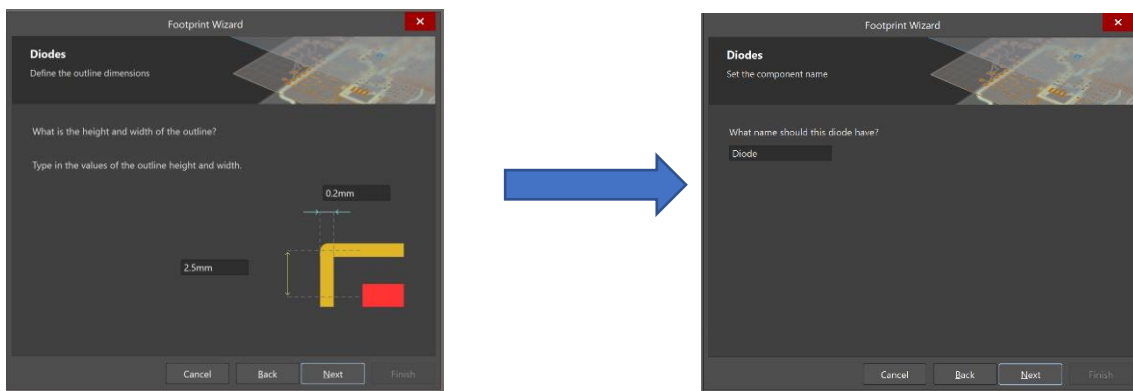 Footprint Wizard
Diodes
Define the outline dimensions
What is the height and width of the outline?
Type in the values of the outline height and width.
0.2mm
2.5mm
Cancel
Back
Next
Finish
Footprint Wizard
Diodes
Set the component name
What name should this diode have?
Diode
Cancel
Back
Next
Finish